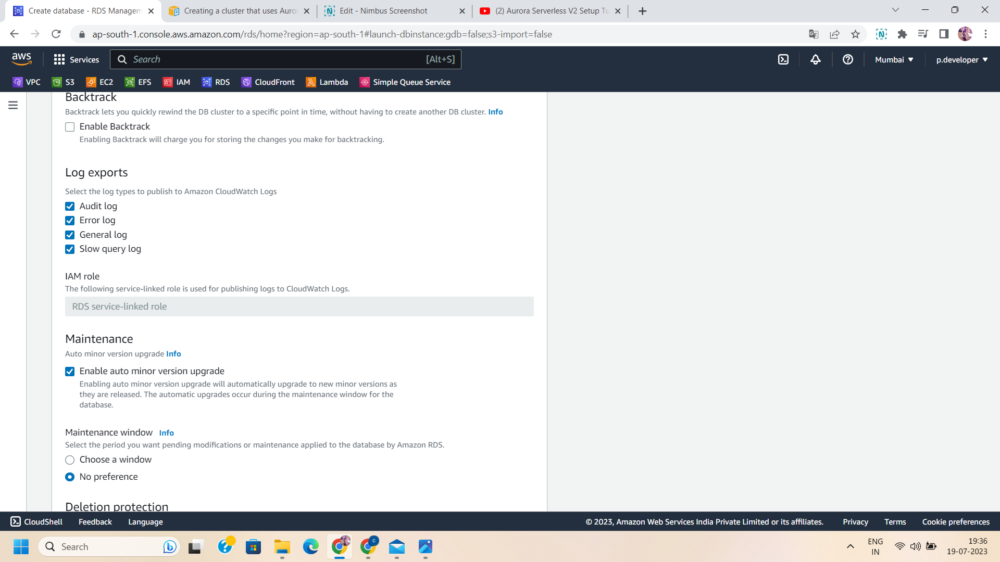 Create database - RDS Managem
Creating a cluster that uses Auror
Edit - Nimbus Screenshot
(2) Aurora Serverless V2 Setup Tu
ap-south-1.console.aws.amazon.com/rds/home?region=ap-south-1#launch-dbinstance:gdb=false;s3-import=false
aws
Services
Search
[Alt+S]
Mumbai
p.developer
VPC
S3
EC2
EFS
IAM
RDS
CloudFront
Lambda
Simple Queue Service
Backtrack
Backtrack lets you quickly rewind the DB cluster to a specific point in time, without having to create another DB cluster. Info
Enable Backtrack
Enabling Backtrack will charge you for storing the changes you make for backtracking.
Log exports
Select the log types to publish to Amazon CloudWatch Logs
Audit log
Error log
General log
Slow query log
IAM role
The following service-linked role is used for publishing logs to CloudWatch Logs.
RDS service-linked role
Maintenance
Auto minor version upgrade Info
Enable auto minor version upgrade
Enabling auto minor version upgrade will automatically upgrade to new minor versions as
they are released. The automatic upgrades occur during the maintenance window for the
database.
Maintenance window Info
Select the period you want pending modifications or maintenance applied to the database by Amazon RDS.
Choose a window
No preference
Deletion protection
CloudShell
Feedback
Language
© 2023, Amazon Web Services India Private Limited or its affiliates.
Privacy
Terms
Cookie preferences
Search
ENG
IN
19:36
19-07-2023